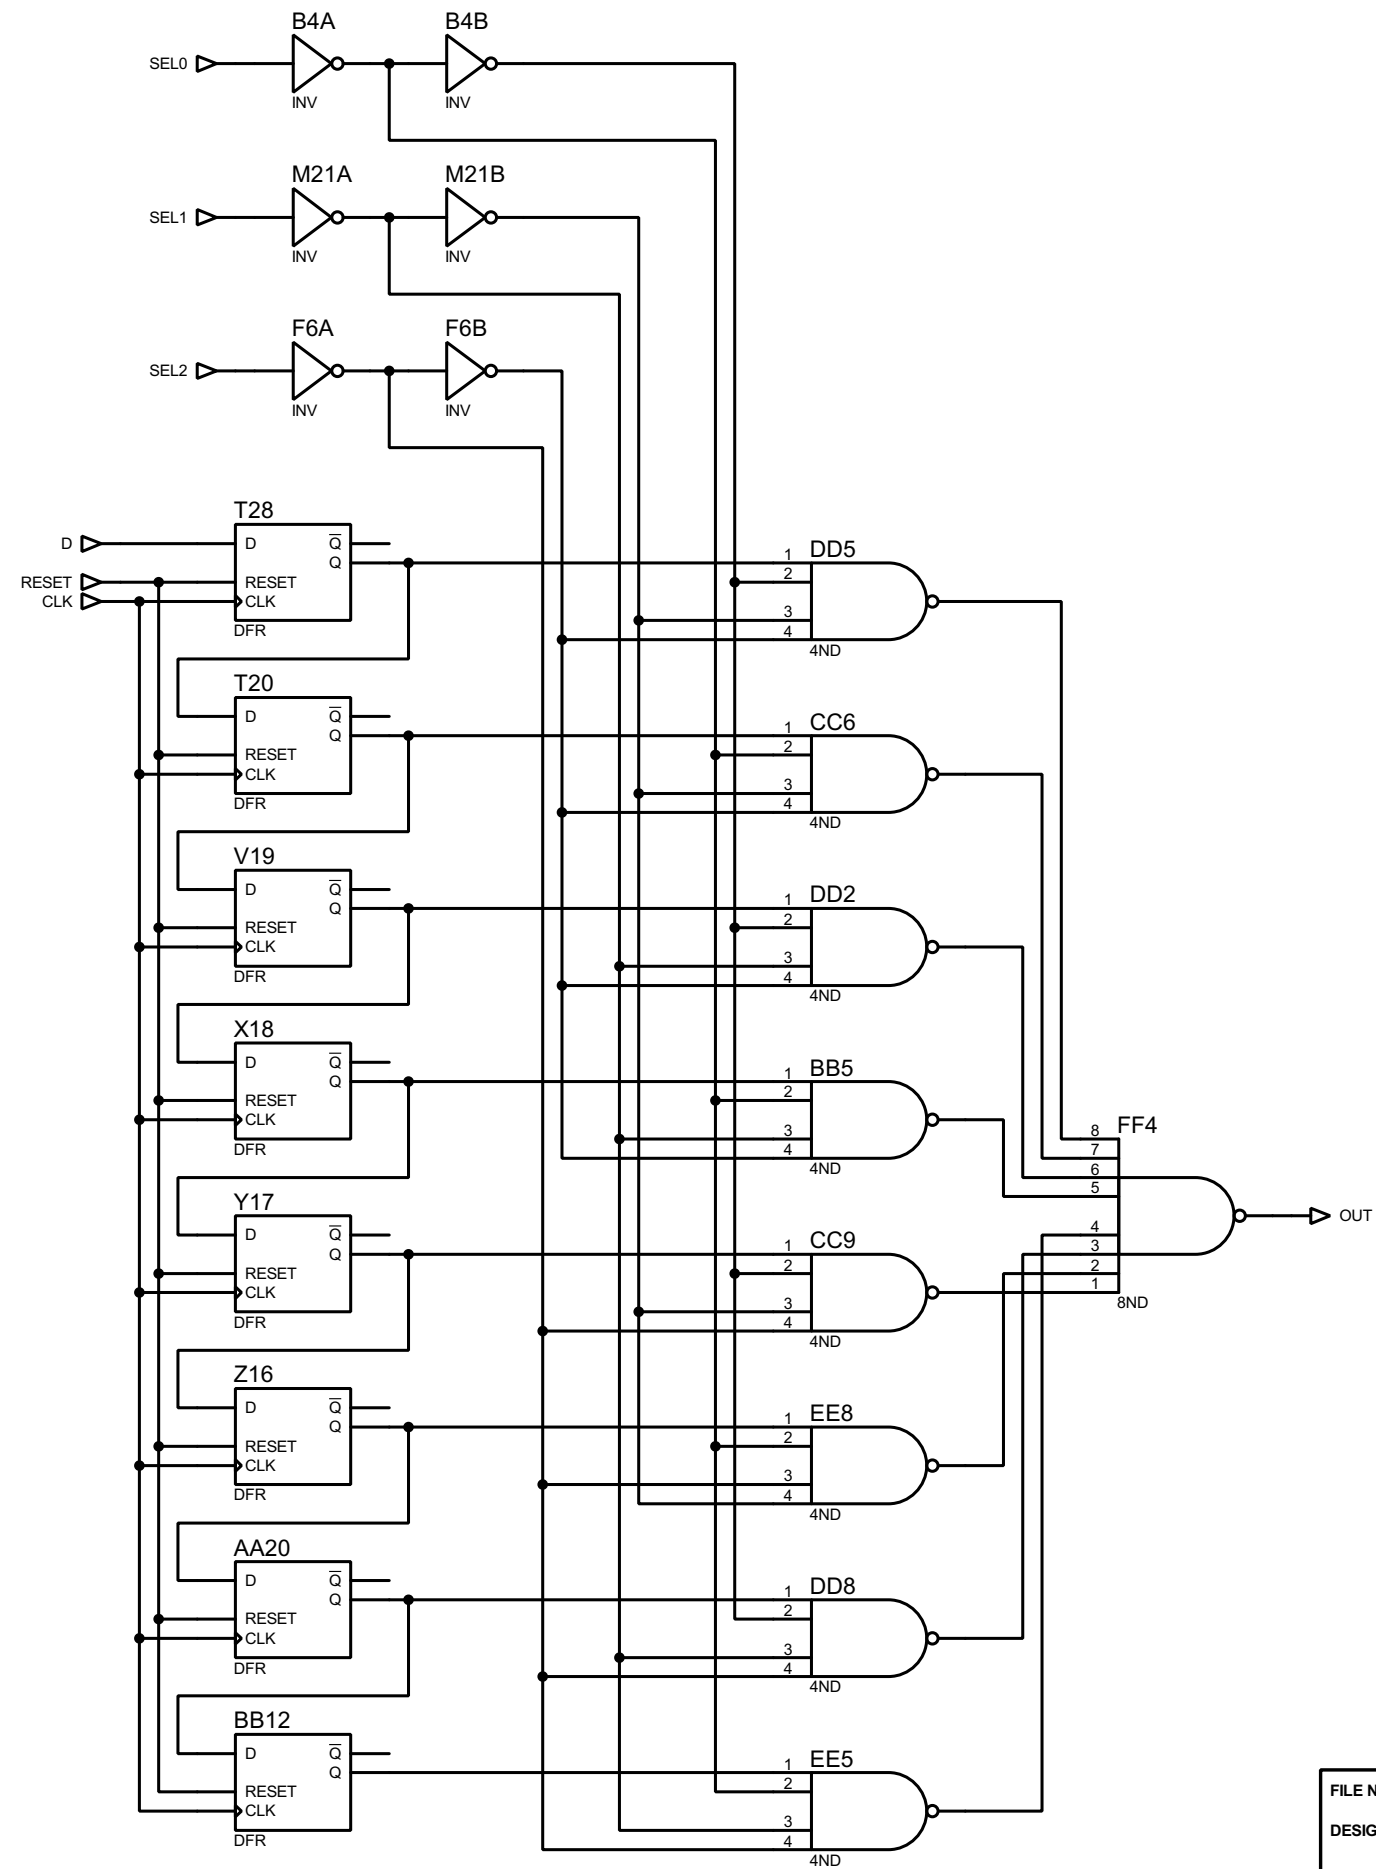 B4A B4B
SEL0
INV INV
M21A M21B
SEL1
INV INV
F6A F6B
SEL2
INV INV
T28
D D Q
Q
RESET RESET
CLK CLK
DFR
1 DD5
2
3
4
4ND
T20
D Q
Q
RESET
CLK
DFR
1 CC6
2
3
4
4ND
V19
D Q
Q
RESET
CLK
DFR
1 DD2
2
3
4
4ND
X18
D Q
Q
RESET
CLK
DFR
1 BB5
2
3
4
4ND
8 FF4
7
6
5
4
3
2
1
8ND
OUT
Y17
D Q
Q
RESET
CLK
DFR
1 CC9
2
3
4
4ND
Z16
D Q
Q
RESET
CLK
DFR
1 EE8
2
3
4
4ND
AA20
D Q
Q
RESET
CLK
DFR
1 DD8
2
3
4
4ND
BB12
D Q
Q
RESET
CLK
DFR
1 EE5
2
3
4
4ND
FILE N
DESIG